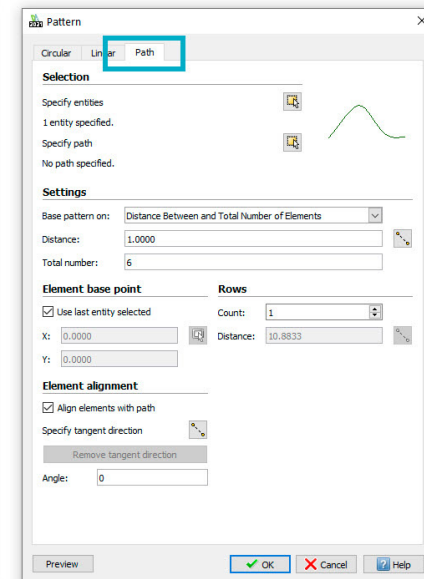 2021 Pattern
Circular Linear Path
Selection
Specify entities
1 entity specified.
Specify path
No path specified.
Settings
Base pattern on: Distance Between and Total Number of Elements
Distance: 1.0000
Total number: 6
Element base point Rows
Use last entity selected Count: 1
X: 0.0000 Distance: 10.8833
Y: 0.0000
Element alignment
Align elements with path
Specify tangent direction
Remove tangent direction
Angle: 0
Preview OK Cancel Help